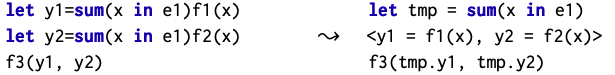 let y1=sum(x in e1)f1(x)
let y2=sum(x in e1)f2(x)
f3(y1, y2)
⤳
let tmp = sum(x in e1)
<y1 = f1(x), y2 = f2(x)>
f3(tmp.y1, tmp.y2)